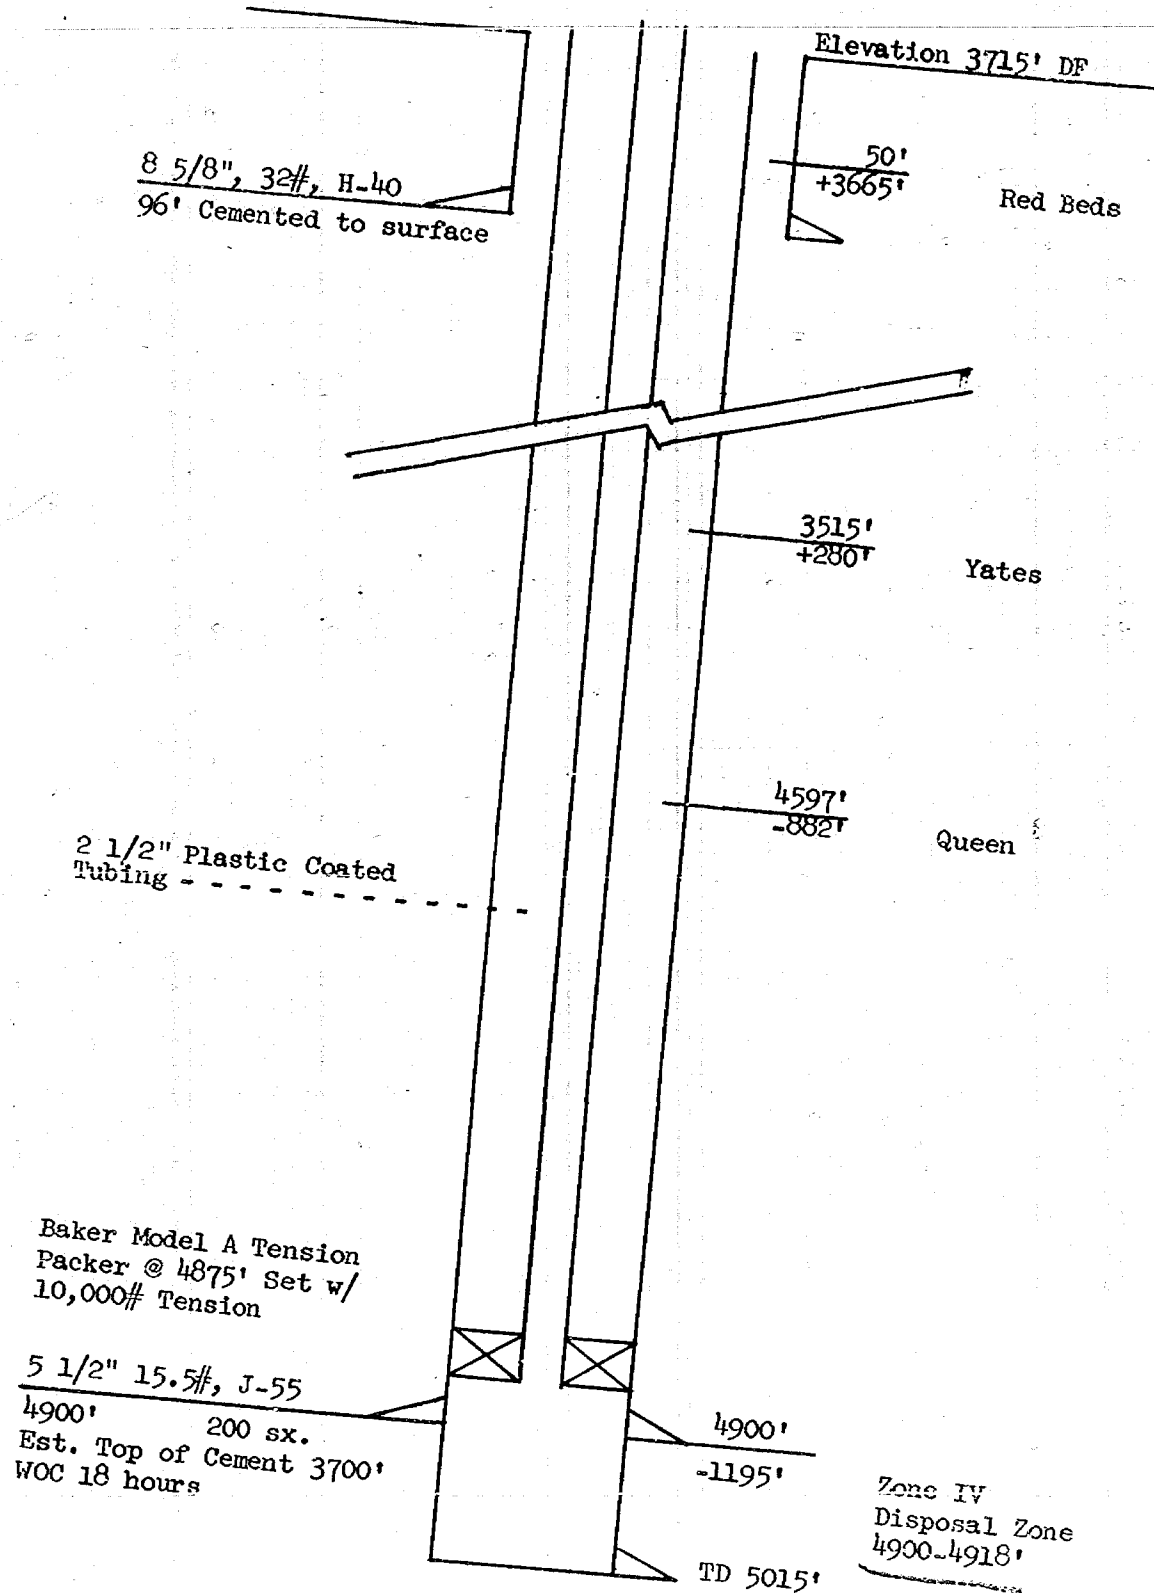 Elevation 3715' DF
8 5/8", 32#, H-40
96' Cemented to surface
50'
+3665'
Red Beds
3515'
+280'
Yates
4597'
-882'
Queen
2 1/2" Plastic Coated
Tubing - - - - - - - - - - - -
Baker Model A Tension
Packer @ 4875' Set w/
10,000# Tension
5 1/2" 15.5#, J-55
4900' 200 sx.
Est. Top of Cement 3700'
WOC 18 hours
4900'
-1195'
Zone IV
Disposal Zone
4900-4918'
TD 5015'